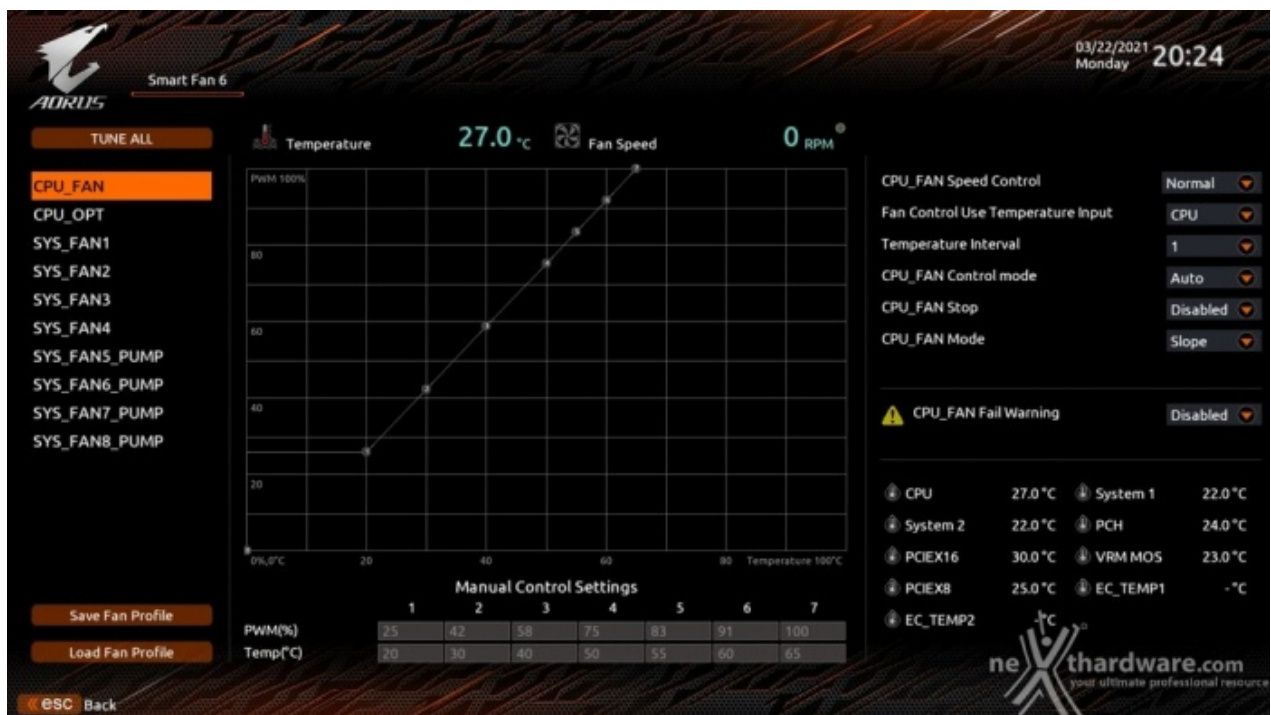 03/22/2021
Monday
20:24
Smart Fan 6
AORUS
TUNE ALL
Temperature 27.0 °C Fan Speed 0 RPM
CPU_FAN
CPU_OPT
SYS_FAN1
SYS_FAN2
SYS_FAN3
SYS_FAN4
SYS_FAN5_PUMP
SYS_FAN6_PUMP
SYS_FAN7_PUMP
SYS_FAN8_PUMP
Save Fan Profile
Load Fan Profile
PWM 100%
80
60
40
20
0%,0°C 20 40 60 80 Temperature 100°C
1 2 3 4 5 6 7
Manual Control Settings
1 2 3 4 5 6 7
PWM(%) 25 42 58 75 83 91 100
Temp(°C) 20 30 40 50 55 60 65
CPU_FAN Speed Control Normal
Fan Control Use Temperature Input CPU
Temperature Interval 1
CPU_FAN Control mode Auto
CPU_FAN Stop Disabled
CPU_FAN Mode Slope
CPU_FAN Fail Warning Disabled
CPU 27.0 °C System 1 22.0 °C
System 2 22.0 °C PCH 24.0 °C
PCIEX16 30.0 °C VRM MOS 23.0 °C
PCIEX8 25.0 °C EC_TEMP1 -°C
EC_TEMP2 -°C
nexthardware.com
your ultimate professional resource
esc Back